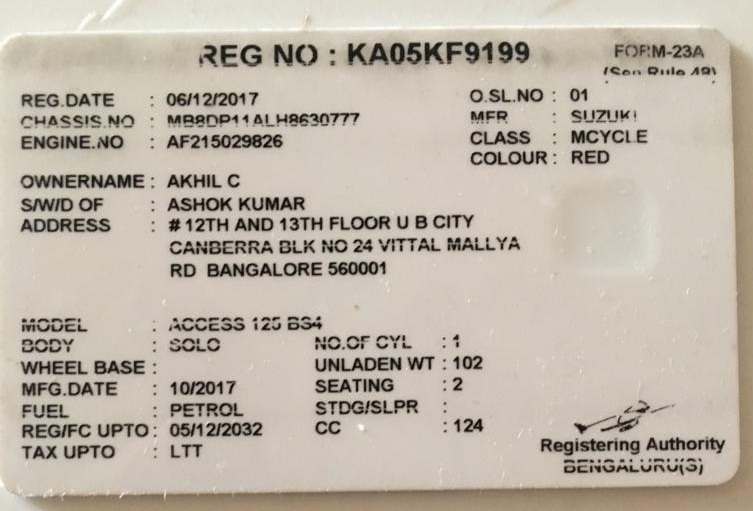 REG NO : KA05KF9199
FORM-23A
(See Rule 48)
REG.DATE : 06/12/2017 O.SL.NO : 01
CHASSIS.NO : MB8DP11ALH8630777 MFR : SUZUKI
ENGINE.NO : AF215029826 CLASS : MCYCLE
COLOUR : RED
OWNERNAME : AKHIL C
S/W/D OF : ASHOK KUMAR
ADDRESS : # 12TH AND 13TH FLOOR U B CITY
CANBERRA BLK NO 24 VITTAL MALLYA
RD BANGALORE 560001
MODEL : ACCESS 125 BS4
BODY : SOLO NO.OF CYL : 1
WHEEL BASE : UNLADEN WT : 102
MFG.DATE : 10/2017 SEATING : 2
FUEL : PETROL STDG/SLPR :
REG/FC UPTO : 05/12/2032 CC : 124
TAX UPTO : LTT
Registering Authority
BENGALURU(S)